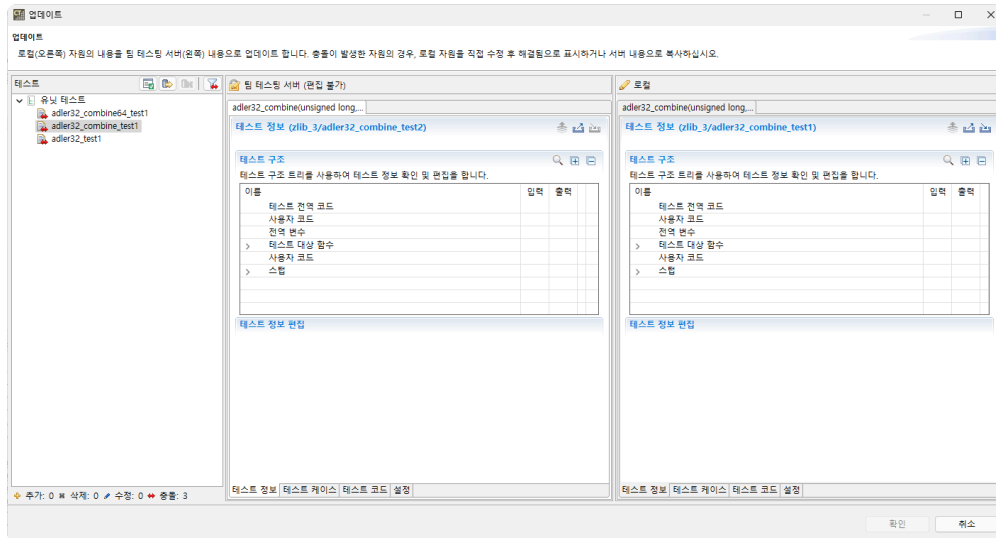 업데이트
업데이트
로컬(오른쪽) 자원의 내용을 팀 테스팅 서버(왼쪽) 내용으로 업데이트 합니다. 충돌이 발생한 자원의 경우, 로컬 자원을 직접 수정 후 해결됨으로 표시하거나 서버 내용으로 복사하십시오.
테스트
유닛 테스트
adler32_combine64_test1
adler32_combine_test1
adler32_test1
추가: 0 삭제: 0 수정: 0 충돌: 3
팀 테스팅 서버 (편집 불가)
adler32_combine(unsigned long,...
테스트 정보 (zlib_3/adler32_combine_test2)
테스트 구조
테스트 구조 트리를 사용하여 테스트 정보 확인 및 편집을 합니다.
이름 입력 출력
테스트 전역 코드
사용자 코드
전역 변수
테스트 대상 함수
사용자 코드
스텁
테스트 정보 편집
테스트 정보 테스트 케이스 테스트 코드 설정
로컬
adler32_combine(unsigned long,...
테스트 정보 (zlib_3/adler32_combine_test1)
테스트 구조
테스트 구조 트리를 사용하여 테스트 정보 확인 및 편집을 합니다.
이름 입력 출력
테스트 전역 코드
사용자 코드
전역 변수
테스트 대상 함수
사용자 코드
스텁
테스트 정보 편집
테스트 정보 테스트 케이스 테스트 코드 설정
확인 취소